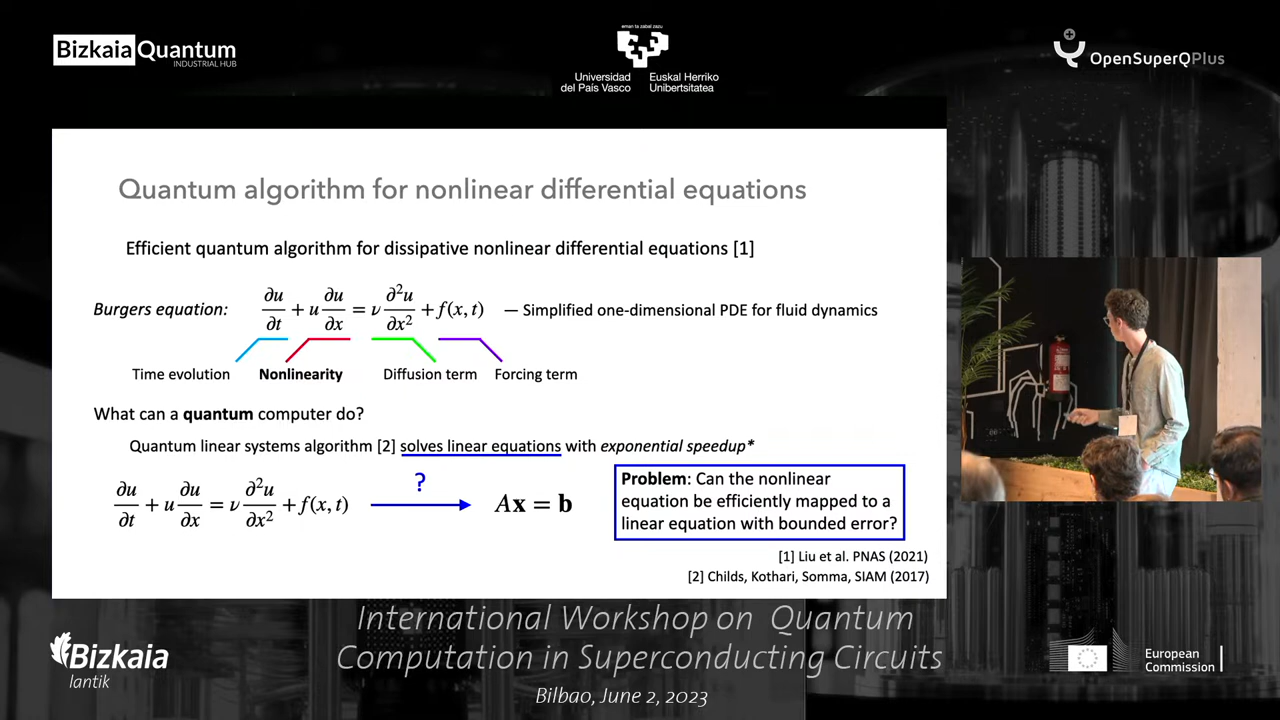 Bizkaia Quantum
INDUSTRIAL HUB
eman ta zabal zazu
Universidad
del País Vasco
Euskal Herriko
Unibertsitatea
OpenSuperQPlus
Quantum algorithm for nonlinear differential equations
Efficient quantum algorithm for dissipative nonlinear differential equations [1]
Burgers equation: ∂u/∂t + u ∂u/∂x = ν ∂²u/∂x² + f(x, t) — Simplified one-dimensional PDE for fluid dynamics
Time evolution Nonlinearity Diffusion term Forcing term
What can a quantum computer do?
Quantum linear systems algorithm [2] solves linear equations with exponential speedup*
∂u/∂t + u ∂u/∂x = ν ∂²u/∂x² + f(x, t) ? Ax = b
Problem: Can the nonlinear
equation be efficiently mapped to a
linear equation with bounded error?
[1] Liu et al. PNAS (2021)
[2] Childs, Kothari, Somma, SIAM (2017)
International Workshop on Quantum
Computation in Superconducting Circuits
Bilbao, June 2, 2023
Bizkaia
lantik
European
Commission